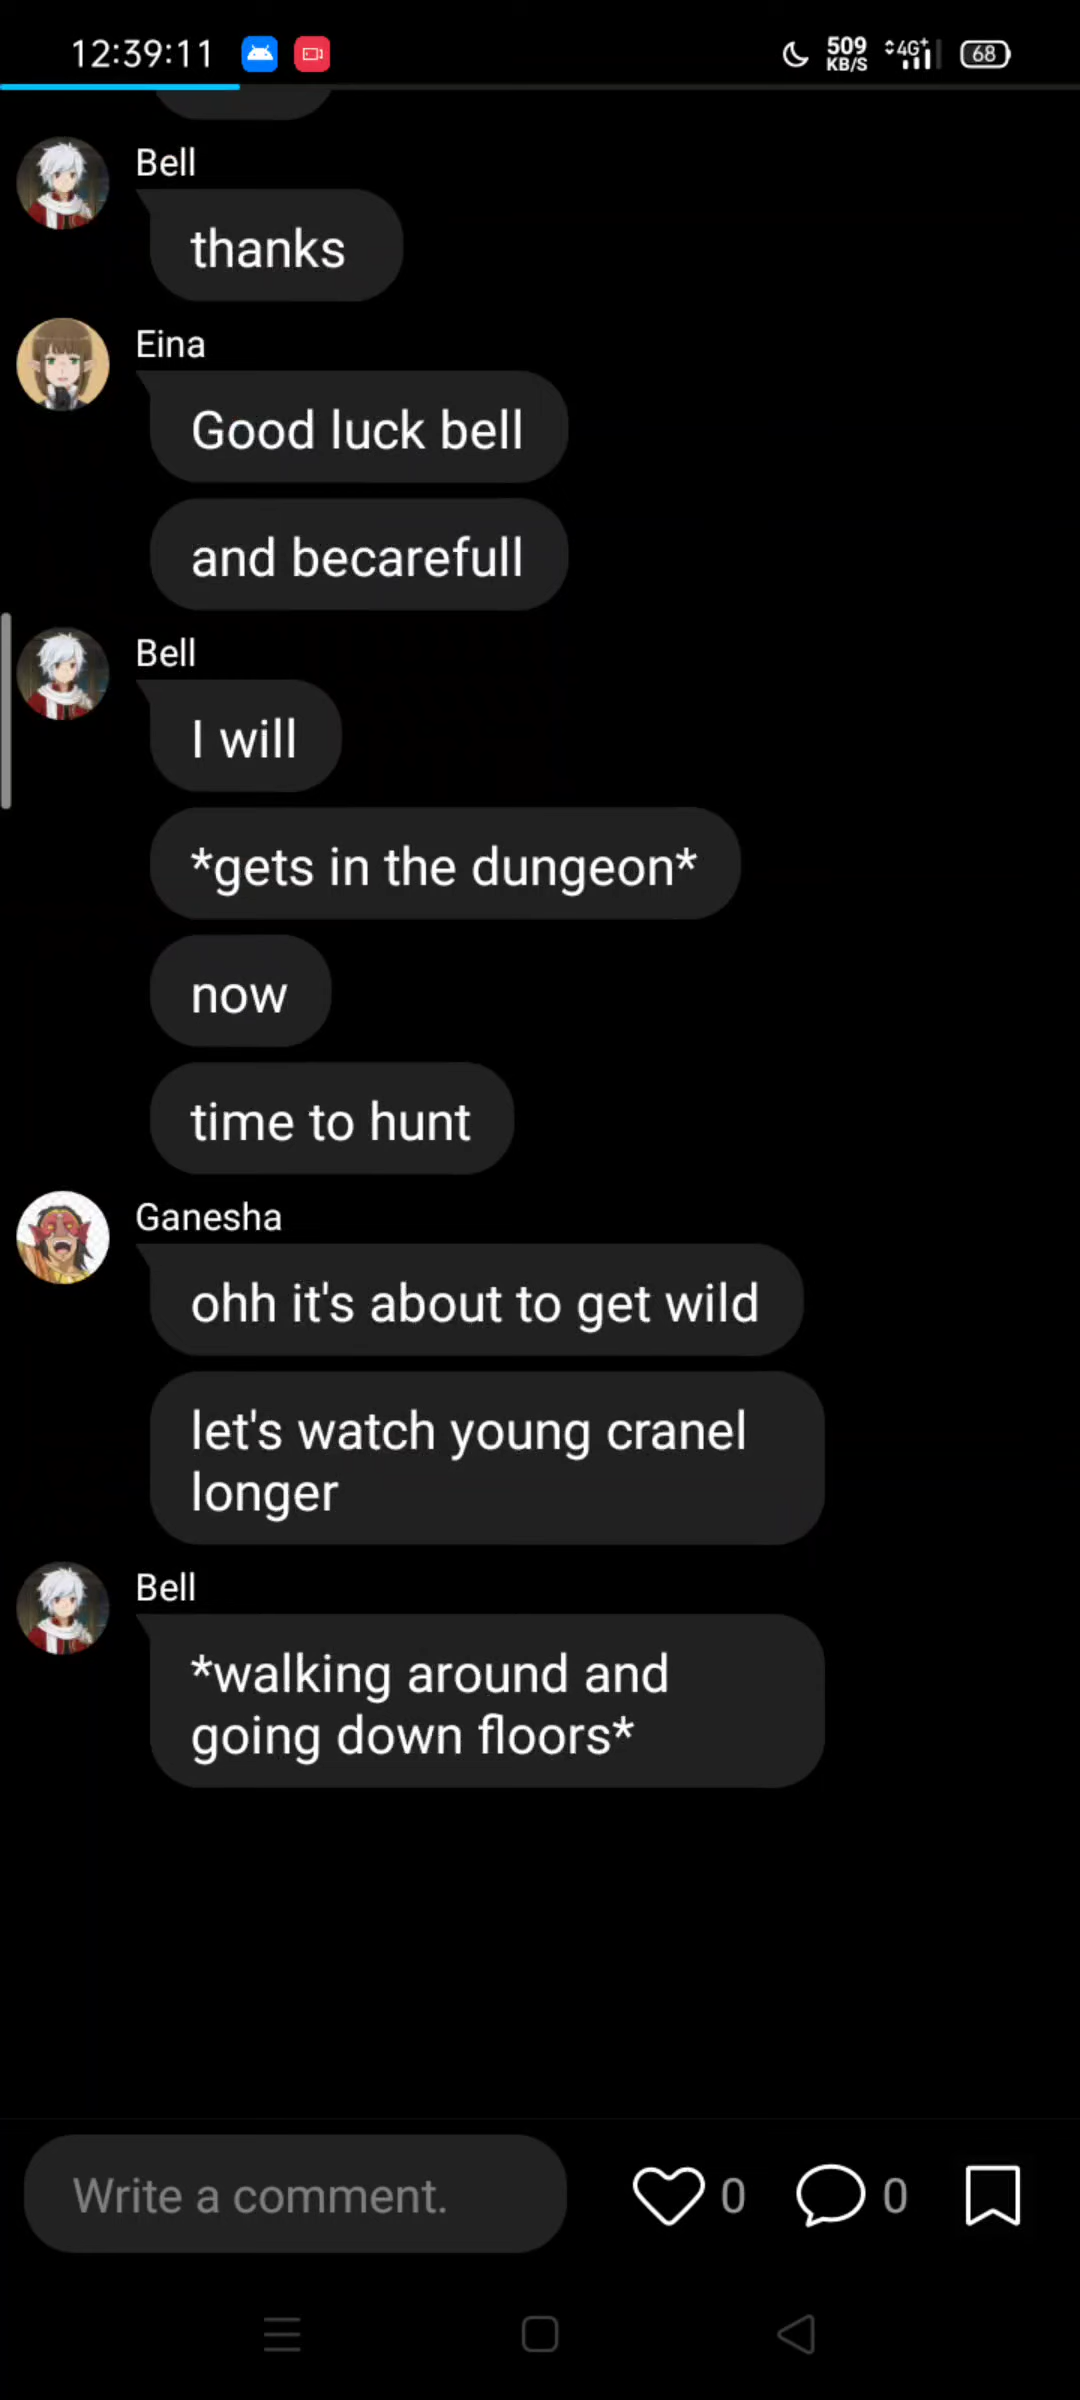 12:39:11
509
KB/S
4G+
68
Bell
thanks
Eina
Good luck bell
and becarefull
Bell
I will
*gets in the dungeon*
now
time to hunt
Ganesha
ohh it's about to get wild
let's watch young cranel
longer
Bell
*walking around and
going down floors*
Write a comment.
0
0